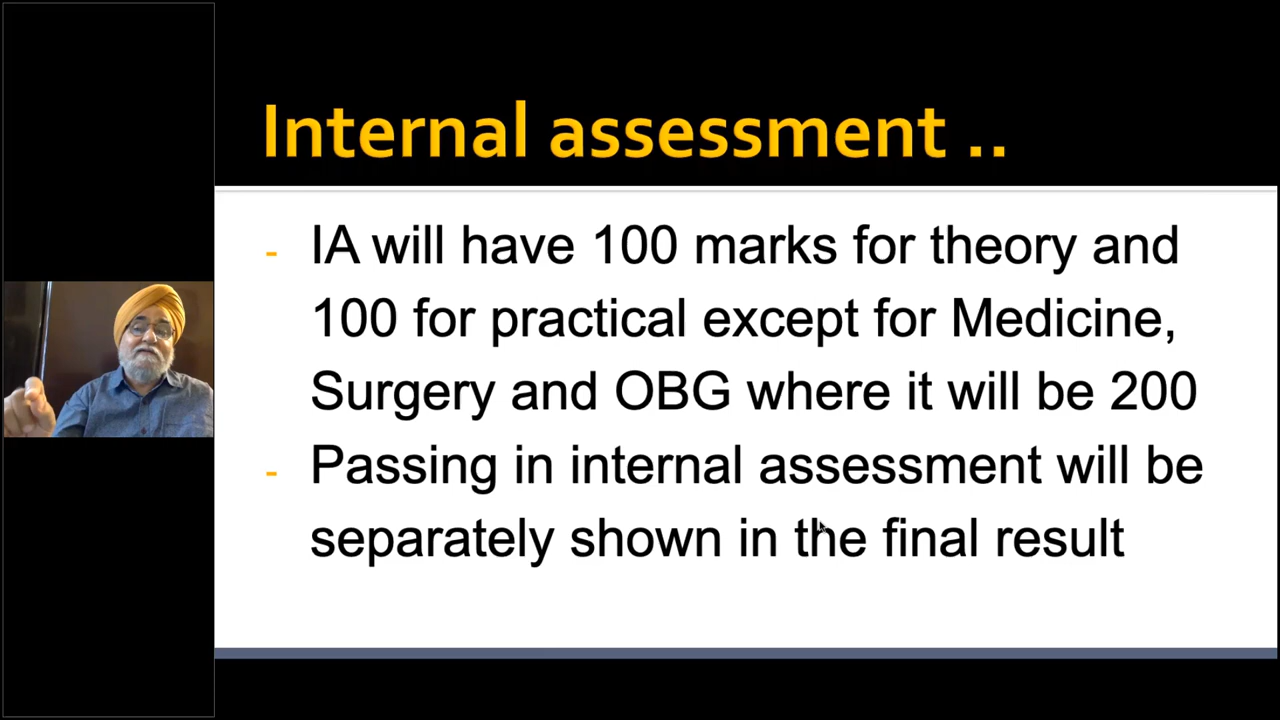 Internal assessment ..
- IA will have 100 marks for theory and
100 for practical except for Medicine,
Surgery and OBG where it will be 200
- Passing in internal assessment will be
separately shown in the final result